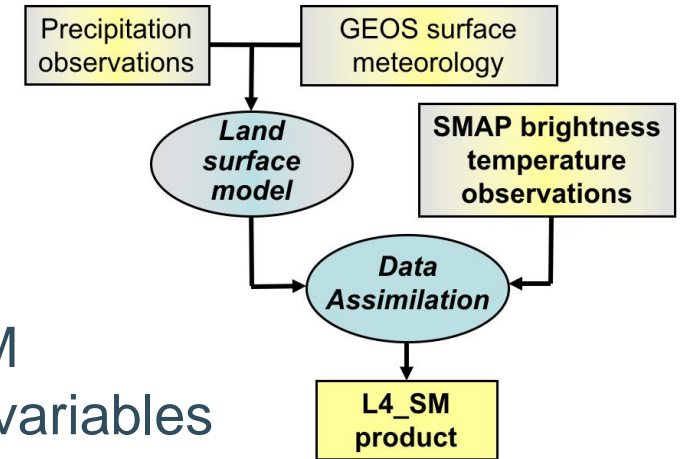 Precipitation
observations
GEOS surface
meteorology
Land
surface
model
SMAP brightness
temperature
observations
Data
Assimilation
L4_SM
product
variables